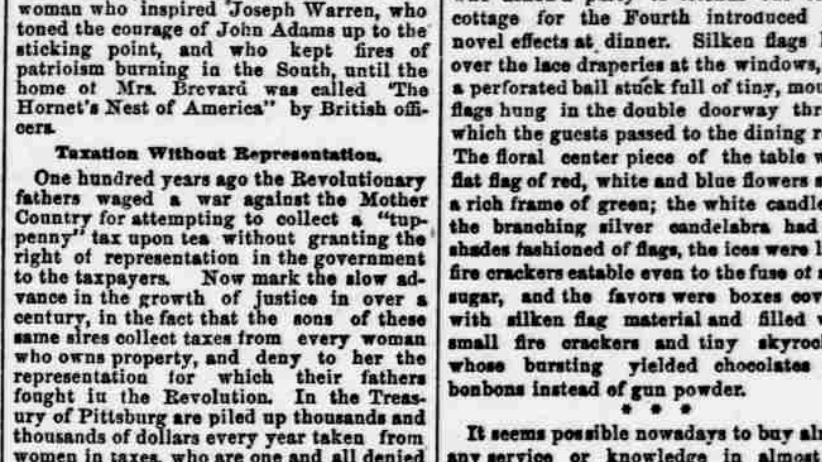 woman who inspired Joseph Warren, who
toned the courage of John Adams up to the
sticking point, and who kept fires of
patrioism burning in the South, until the
home of Mrs. Brevard was called "The
Hornet's Nest of America" by British offi-
cers.
Taxation Without Representation.
One hundred years ago the Revolutionary
fathers waged a war against the Mother
Country for attempting to collect a "tup-
penny" tax upon tea without granting the
right of representation in the government
to the taxpayers. Now mark the slow ad-
vance in the growth of justice in over a
century, in the fact that the sons of these
same sires collect taxes from every woman
who owns property, and deny to her the
representation for which their fathers
fought in the Revolution. In the Treas-
ury of Pittsburg are piled up thousands and
thousands of dollars every year taken from
women in taxes, who are one and all denied
cottage for the Fourth introduced
novel effects at dinner. Silken flags
over the lace draperies at the windows,
a perforated ball stuck full of tiny,
flags hung in the double doorway
which the guests passed to the dining
The floral center piece of the table
flat flag of red, white and blue flowers
a rich frame of green; the white
the branching silver candelabra had
shades fashioned of flags, the ices were
fire crackers eatable even to the fuse of
sugar, and the favors were boxes
with silken flag material and filled
small fire crackers and tiny
whose bursting yielded chocolates
bonbons instead of gun powder.
* * *
It seems possible nowadays to buy
any service or knowledge in almost